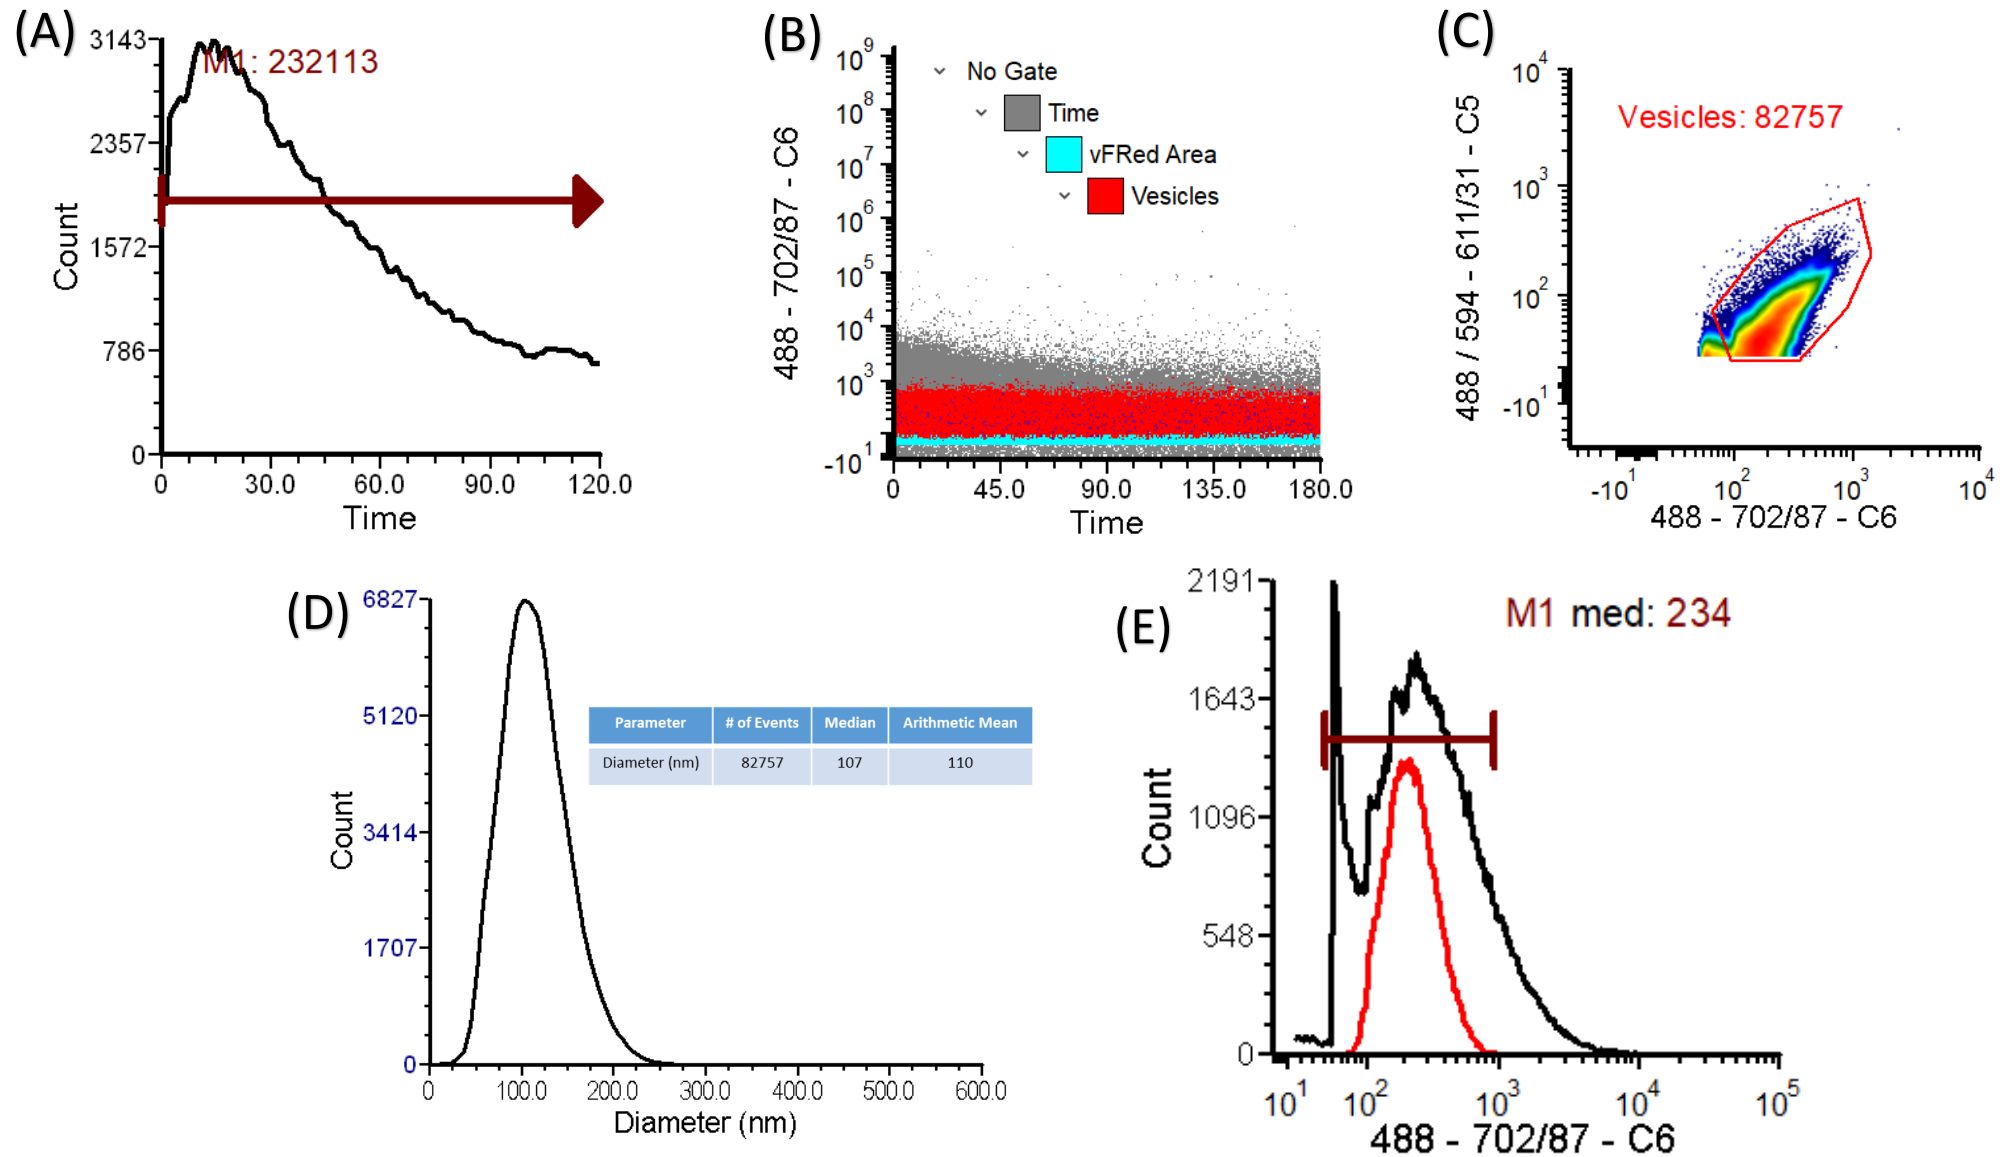 (A)
M1: 232113
3143
2357
1572
786
0
Count
0 30.0 60.0 90.0 120.0
Time
(B)
10^9
10^8
10^7
10^6
10^5
10^4
10^3
-10^1
488 - 702/87 - C6
No Gate
Time
vFRed Area
Vesicles
0 45.0 90.0 135.0 180.0
Time
(C)
10^4
10^3
10^2
-10^1
488 / 594 - 611/31 - C5
Vesicles: 82757
-10^1 10^2 10^3 10^4
488 - 702/87 - C6
(D)
6827
5120
3414
1707
0
Count
Parameter # of Events Median Arithmetic Mean
Diameter (nm) 82757 107 110
0 100.0 200.0 300.0 400.0 500.0 600.0
Diameter (nm)
(E)
M1 med: 234
2191
1643
1096
548
0
Count
10^1 10^2 10^3 10^4 10^5
488 - 702/87 - C6